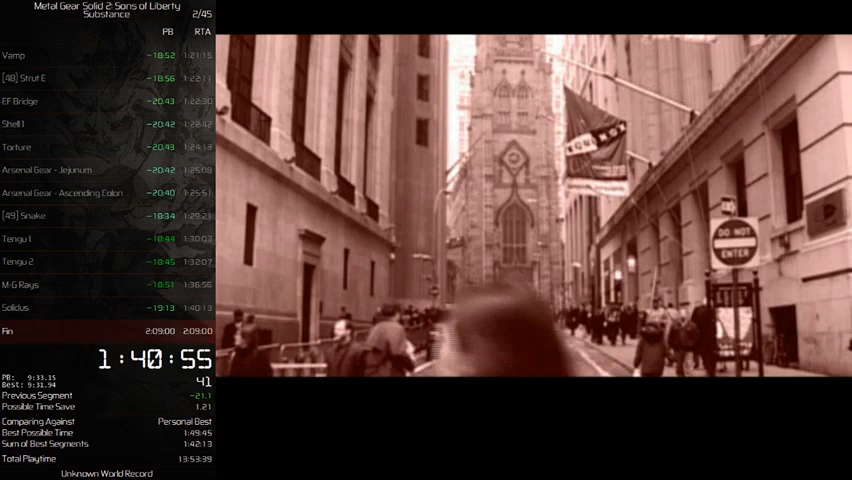 Metal Gear Solid 2: Sons of Liberty
Substance 2/45
PB RTA
Vamp -18:52 1:21:15
[48] Strut E -18:56 1:22:11
EF Bridge -20:43 1:22:30
Shell 1 -20:42 1:22:42
Torture -20:43 1:24:13
Arsenal Gear - Jejunum -20:42 1:25:08
Arsenal Gear - Ascending Colon -20:40 1:25:51
[49] Snake -18:34 1:29:21
Tengu 1 -18:44 1:30:03
Tengu 2 -18:45 1:32:07
M-G Rays -18:51 1:36:56
Solidus -19:13 1:40:13
Fin 2:09:00 2:09:00
1:40:55
PB: 9:33.15
Best: 9:31.94
41
Previous Segment -21.1
Possible Time Save 1.21
Comparing Against Personal Best
Best Possible Time 1:49:45
Sum of Best Segments 1:42:13
Total Playtime 13:53:39
Unknown World Record
DO NOT
ENTER